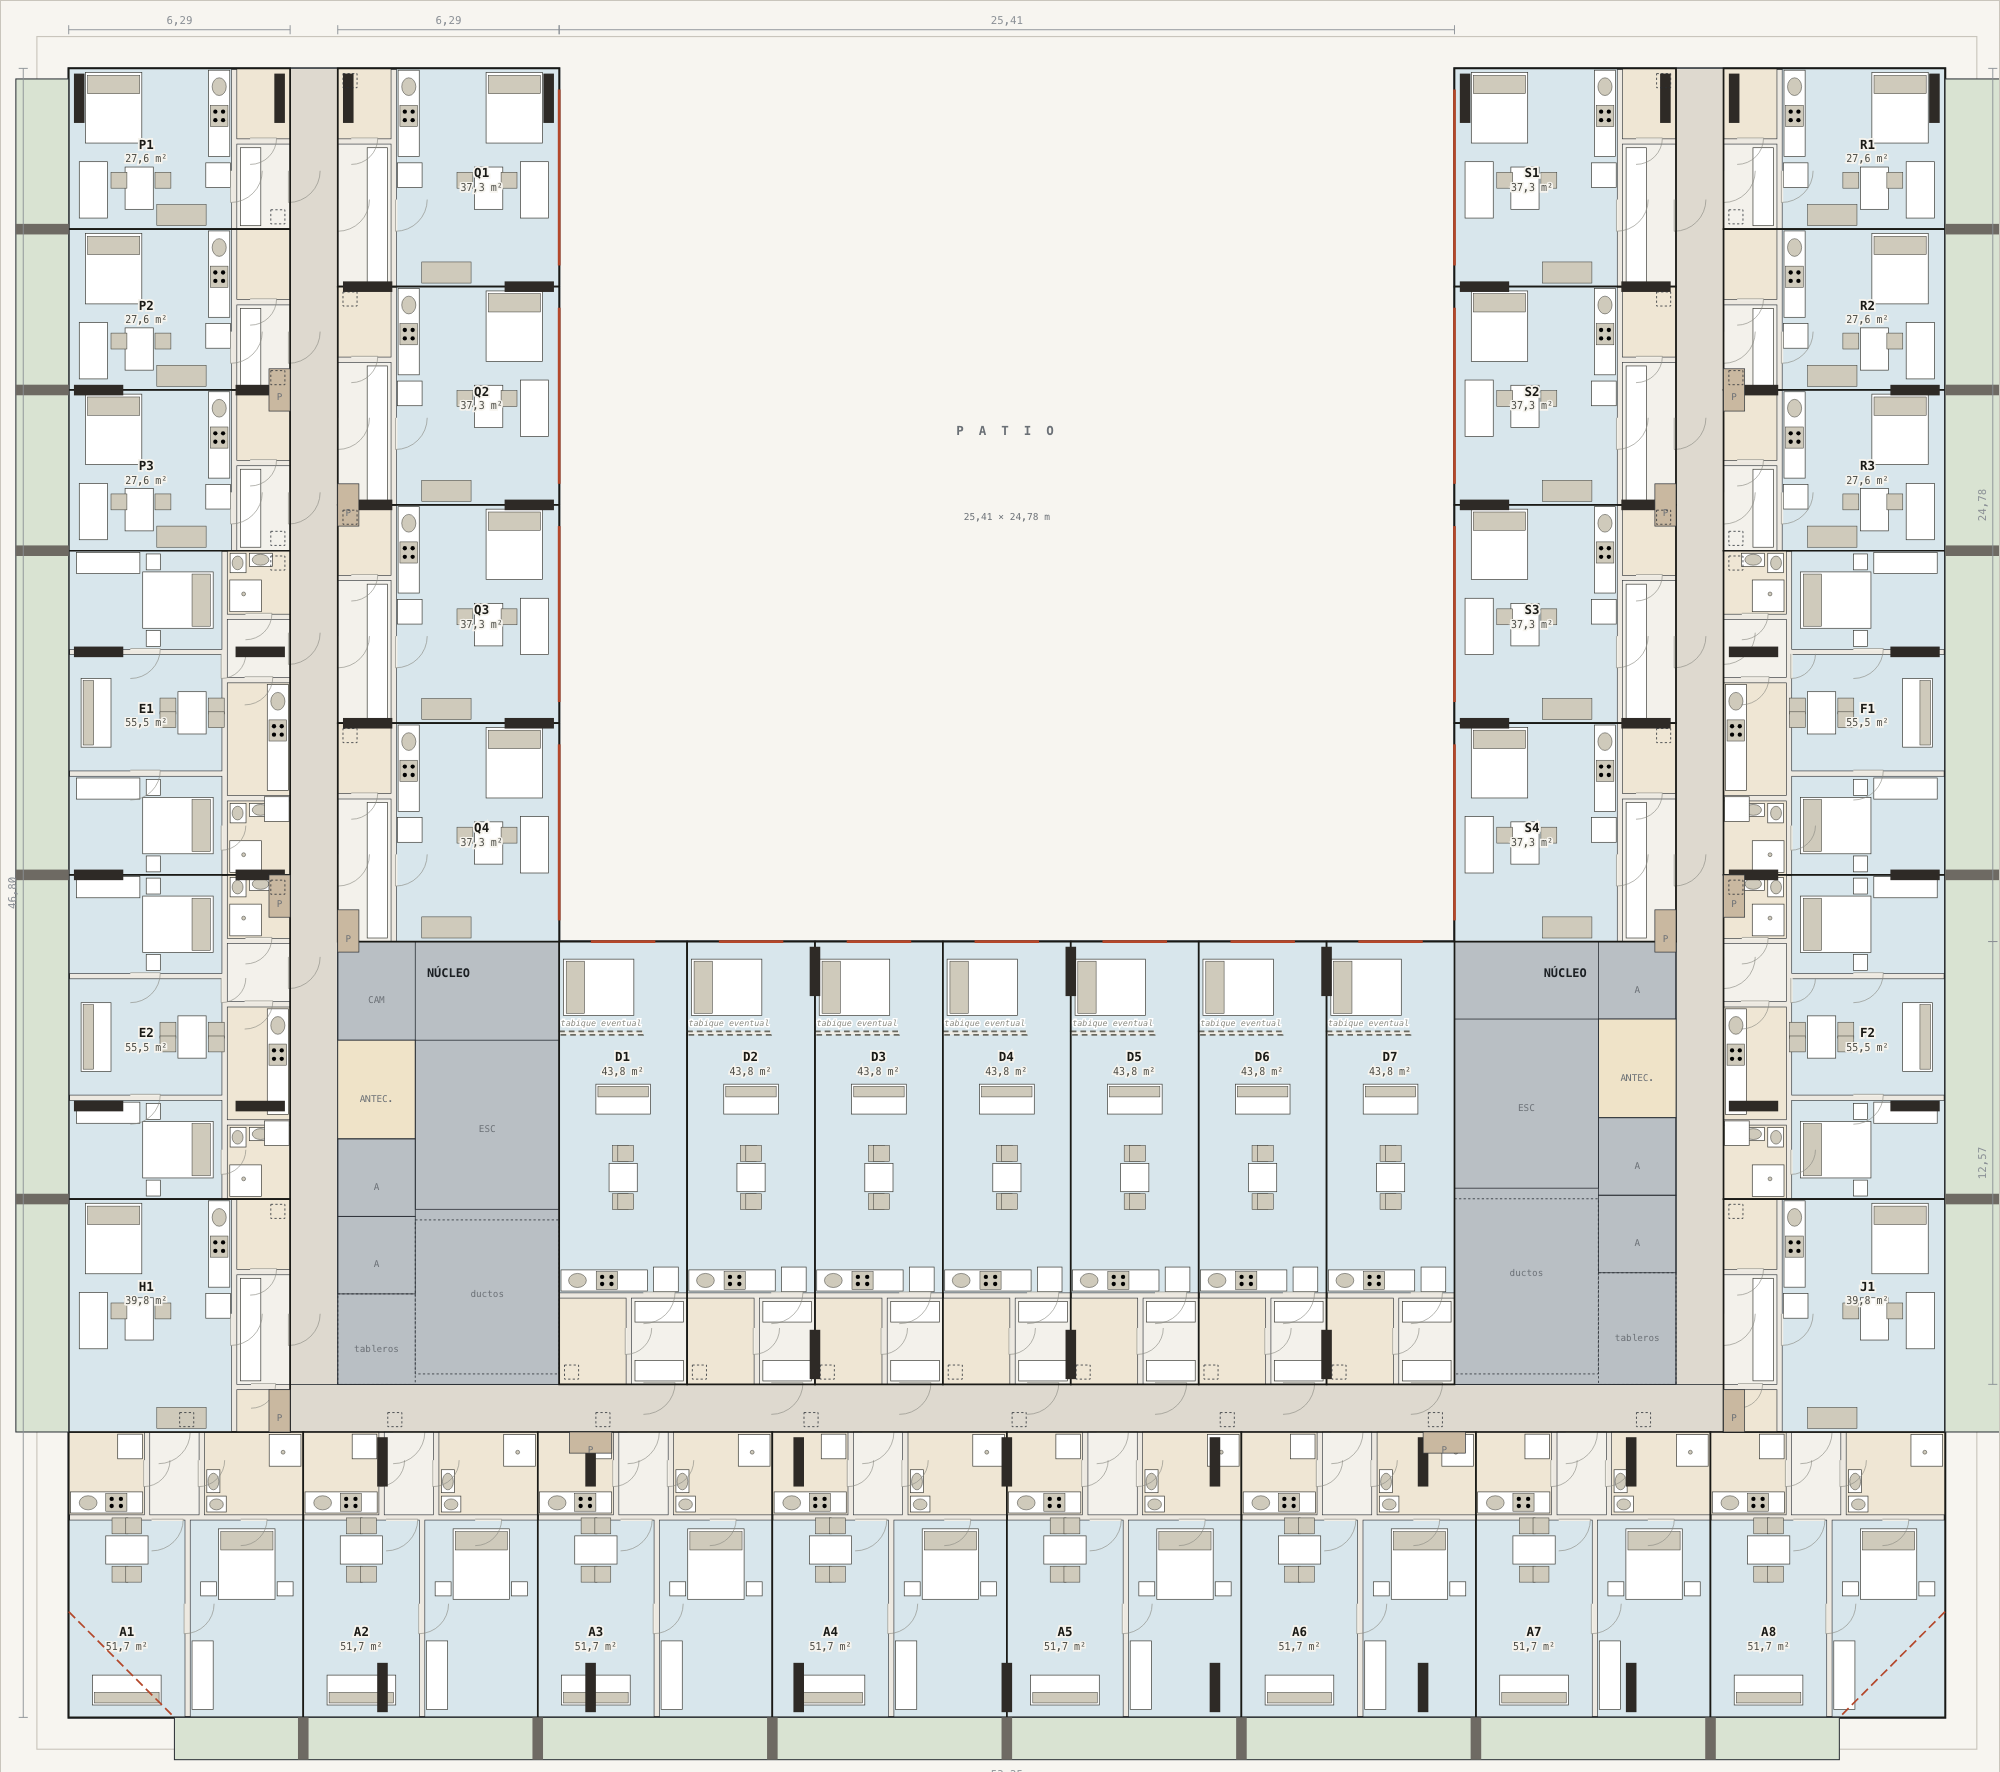 6,29
6,29
25,41
P1
27,6 m²
Q1
37,3 m²
S1
37,3 m²
R1
27,6 m²
P2
27,6 m²
Q2
37,3 m²
S2
37,3 m²
R2
27,6 m²
P
P
P A T I O
P3
27,6 m²
R3
27,6 m²
24,78
P
25,41 × 24,78 m
P
Q3
37,3 m²
S3
37,3 m²
E1
55,5 m²
F1
55,5 m²
Q4
37,3 m²
S4
37,3 m²
46,80
P
P
P
P
NÚCLEO
NÚCLEO
CAM
A
tabique eventual
tabique eventual
tabique eventual
tabique eventual
tabique eventual
tabique eventual
tabique eventual
E2
55,5 m²
D1
43,8 m²
D2
43,8 m²
D3
43,8 m²
D4
43,8 m²
D5
43,8 m²
D6
43,8 m²
D7
43,8 m²
F2
55,5 m²
ANTEC.
ESC
ESC
ANTEC.
A
A
12,57
A
A
H1
39,8 m²
ductos
ductos
J1
39,8 m²
tableros
tableros
P
P
P
P
A1
51,7 m²
A2
51,7 m²
A3
51,7 m²
A4
51,7 m²
A5
51,7 m²
A6
51,7 m²
A7
51,7 m²
A8
51,7 m²